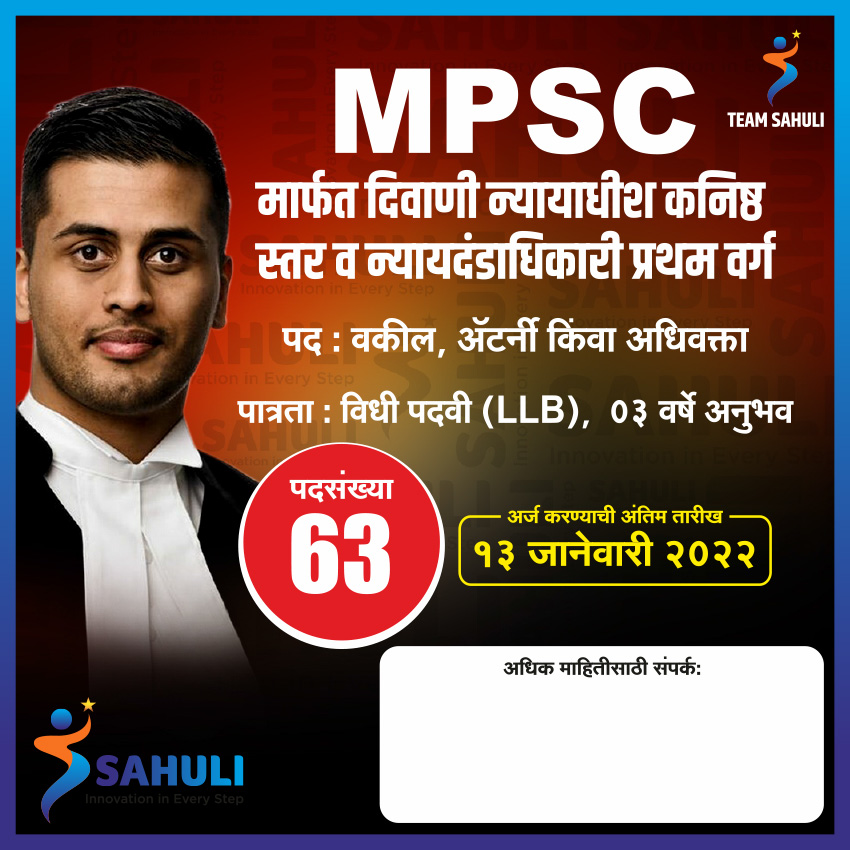 MPSC
TEAM SAHULI
मार्फत दिवाणी न्यायाधीश कनिष्ठ
स्तर व न्यायदंडाधिकारी प्रथम वर्ग
पद : वकील, ॲटर्नी किंवा अधिवक्ता
पात्रता : विधी पदवी (LLB), ०३ वर्षे अनुभव
पदसंख्या
63
अर्ज करण्याची अंतिम तारीख
१३ जानेवारी २०२२
अधिक माहितीसाठी संपर्क:
SAHULI
Innovation in Every Step